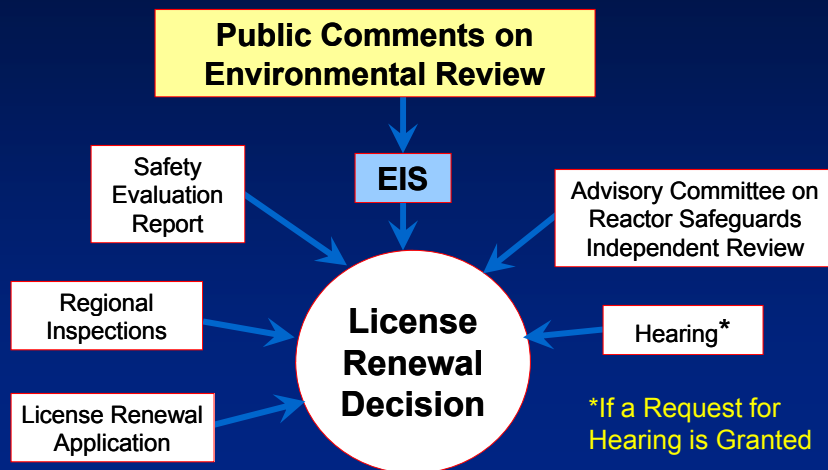 Public Comments on
Environmental Review
EIS
Safety
Evaluation
Report
Advisory Committee on
Reactor Safeguards
Independent Review
Regional
Inspections
License
Renewal
Decision
Hearing*
License Renewal
Application
*If a Request for
Hearing is Granted